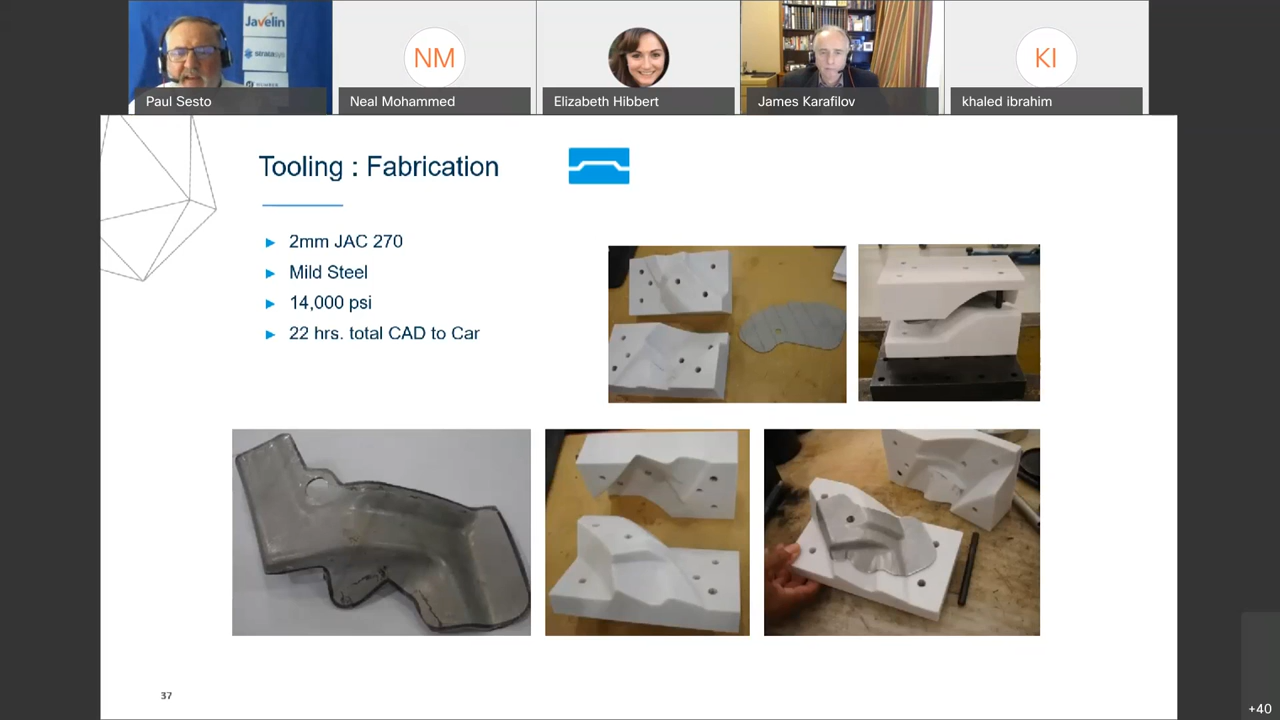 Javelin
stratasys
Paul Sesto
NM
Neal Mohammed
Elizabeth Hibbert
James Karafilov
KI
khaled ibrahim
Tooling : Fabrication
► 2mm JAC 270
► Mild Steel
► 14,000 psi
► 22 hrs. total CAD to Car
37
+40